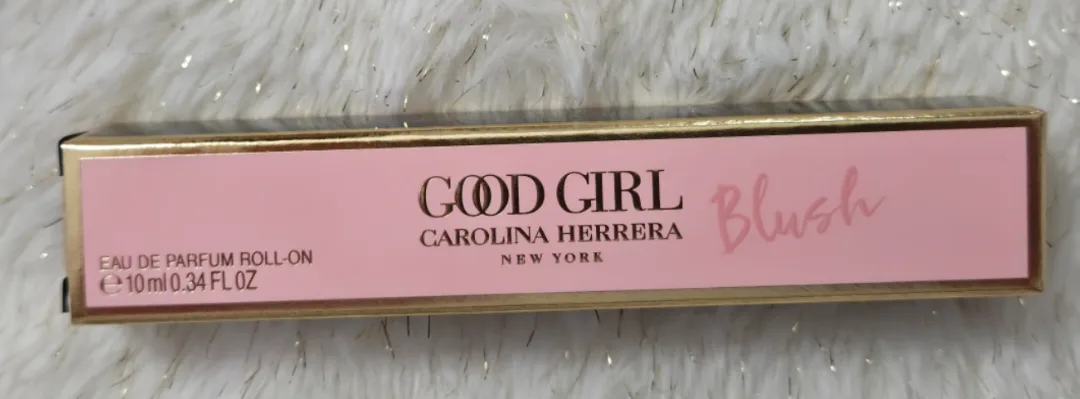 GOOD GIRL Blush
CAROLINA HERRERA
NEW YORK
EAU DE PARFUM ROLL-ON
℮10 ml 0.34 FL OZ